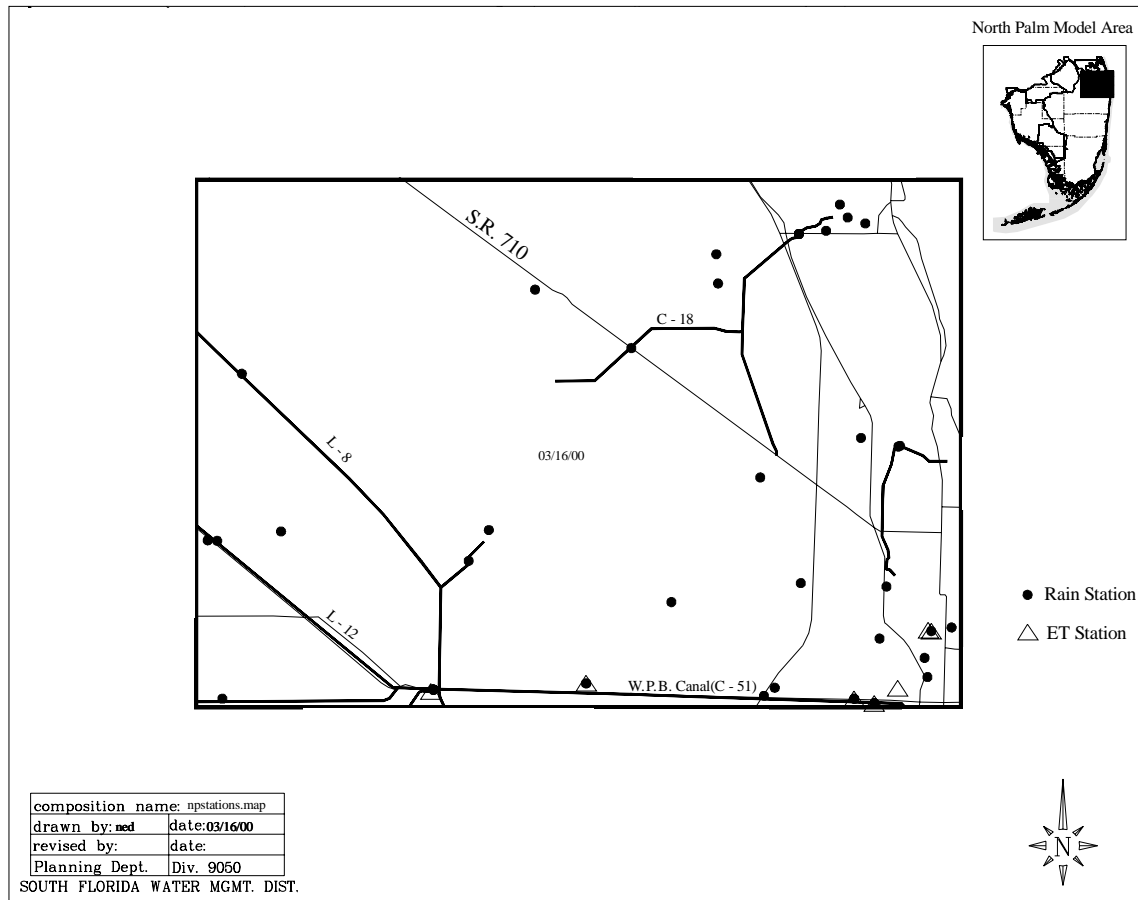 North Palm Model Area
S.R. 710
C - 18
L - 8
03/16/00
L - 12
Rain Station
ET Station
W.P.B. Canal(C - 51)
composition name: npstations.map
drawn by: ned date:03/16/00
revised by: date:
Planning Dept. Div. 9050
SOUTH FLORIDA WATER MGMT. DIST.
N